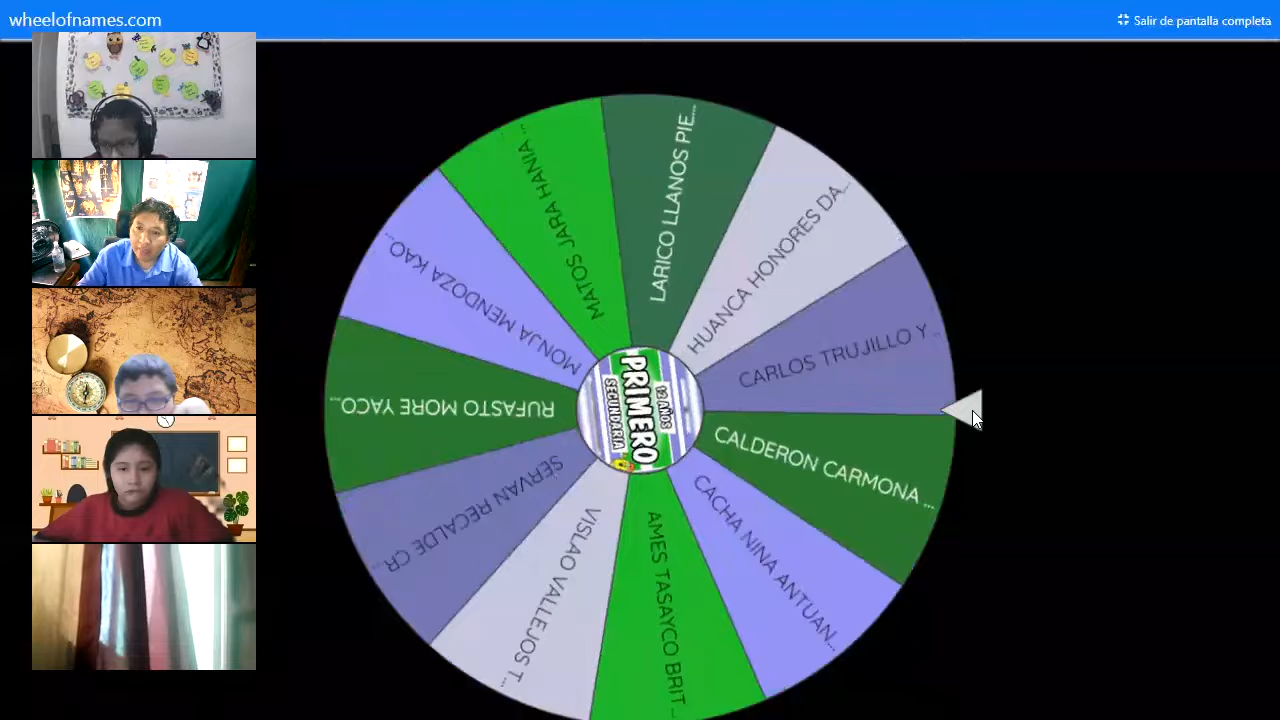 wheelofnames.com
Salir de pantalla completa
LARICO LLANOS PIE...
HUANCA HONORES DA...
CARLOS TRUJILLO Y...
CALDERON CARMONA ...
CACHA NINA ANTUAN...
AMES TASAYCO BRIT...
VISLAO VALLEJOS T...
SERVAN RECALDE CR...
RUFASTO MORE YACO...
MONJA MENDOZA KAO...
MATOS JARA HANIA ...
12 AÑOS
PRIMERO
SECUNDARIA